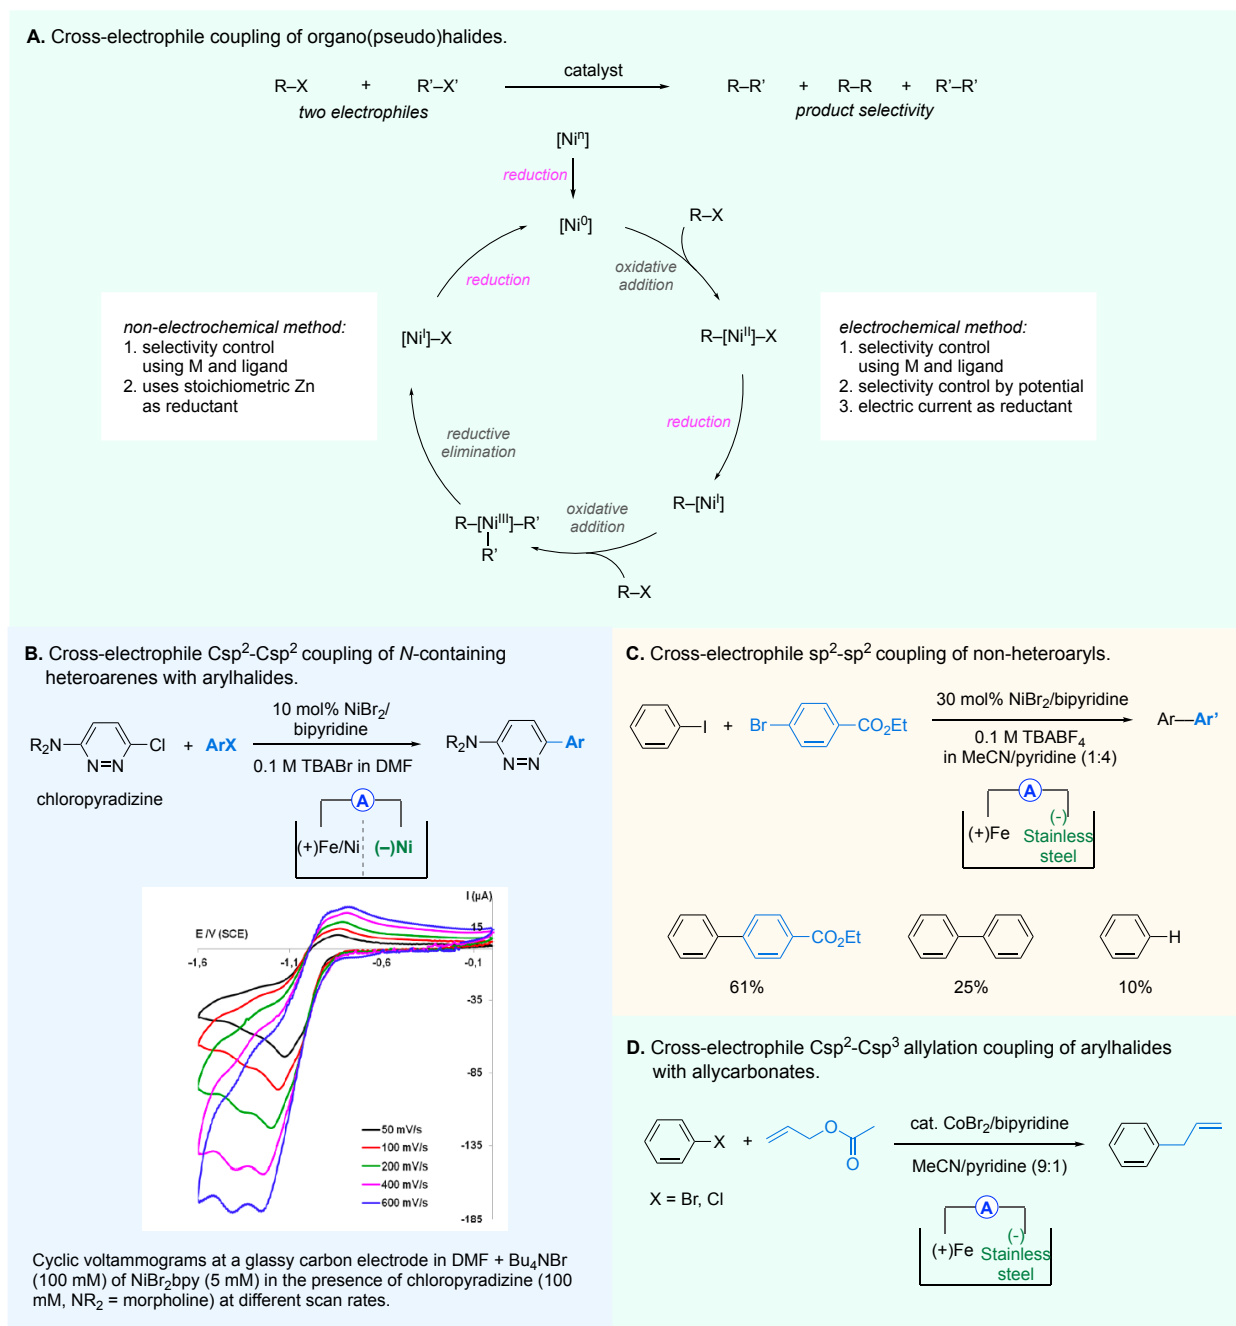 A. Cross-electrophile coupling of organo(pseudo)halides.
R–X + R'–X' catalyst R–R' + R–R + R'–R'
two electrophiles product selectivity
[Niⁿ]
reduction
[Ni⁰]
R–X
oxidative
addition
reduction
non-electrochemical method:
1. selectivity control
using M and ligand
2. uses stoichiometric Zn
as reductant
[Niᴵ]–X
R–[Niᴵᴵ]–X
electrochemical method:
1. selectivity control
using M and ligand
2. selectivity control by potential
3. electric current as reductant
reduction
reductive
elimination
R–[Niᴵ]
oxidative
addition
R–[Niᴵᴵᴵ]–R'
R'
R–X
B. Cross-electrophile Csp²-Csp² coupling of N-containing
heteroarenes with arylhalides.
10 mol% NiBr₂/
bipyridine
R₂N Cl + ArX R₂N Ar
N=N N=N
0.1 M TBABr in DMF
chloropyradizine
A
(+)Fe/Ni (–)Ni
I (µA)
E /V (SCE)
15
-1,6 -1,1 -0,6 -0,1
-35
-85
-135
-185
50 mV/s
100 mV/s
200 mV/s
400 mV/s
600 mV/s
Cyclic voltammograms at a glassy carbon electrode in DMF + Bu₄NBr
(100 mM) of NiBr₂bpy (5 mM) in the presence of chloropyradizine (100
mM, NR₂ = morpholine) at different scan rates.
C. Cross-electrophile sp²-sp² coupling of non-heteroaryls.
30 mol% NiBr₂/bipyridine
I + Br CO₂Et Ar—Ar'
0.1 M TBABF₄
in MeCN/pyridine (1:4)
A
(+)Fe (-)
Stainless
steel
CO₂Et H
61% 25% 10%
D. Cross-electrophile Csp²-Csp³ allylation coupling of arylhalides
with allycarbonates.
cat. CoBr₂/bipyridine
X + O
O
MeCN/pyridine (9:1)
X = Br, Cl
A
(+)Fe (-)
Stainless
steel